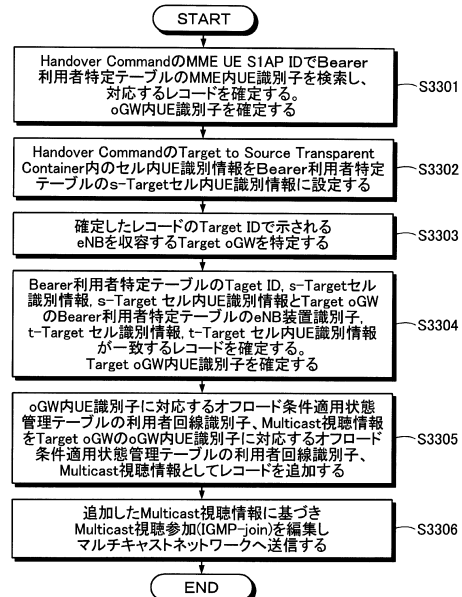 START
Handover CommandのMME UE S1AP IDでBearer
利用者特定テーブルのMME内UE識別子を検索し、
対応するレコードを確定する。
oGW内UE識別子を確定する
S3301
Handover CommandのTarget to Source Transparent
Container内のセル内UE識別情報をBearer利用者特定
テーブルのs-Targetセル内UE識別情報に設定する
S3302
確定したレコードのTarget IDで示される
eNBを収容するTarget oGWを特定する
S3303
Bearer利用者特定テーブルのTaget ID, s-Targetセル
識別情報, s-Target セル内UE識別情報とTarget oGW
のBearer利用者特定テーブルのeNB装置識別子,
t-Target セル識別情報, t-Target セル内UE識別情報
が一致するレコードを確定する。
Target oGW内UE識別子を確定する
S3304
oGW内UE識別子に対応するオフロード条件適用状態
管理テーブルの利用者回線識別子、Multicast視聴情報
をTarget oGWのoGW内UE識別子に対応するオフロード
条件適用状態管理テーブルの利用者回線識別子、
Multicast視聴情報としてレコードを追加する
S3305
追加したMulticast視聴情報に基づき
Multicast視聴参加(IGMP-join)を編集し
マルチキャストネットワークへ送信する
S3306
END